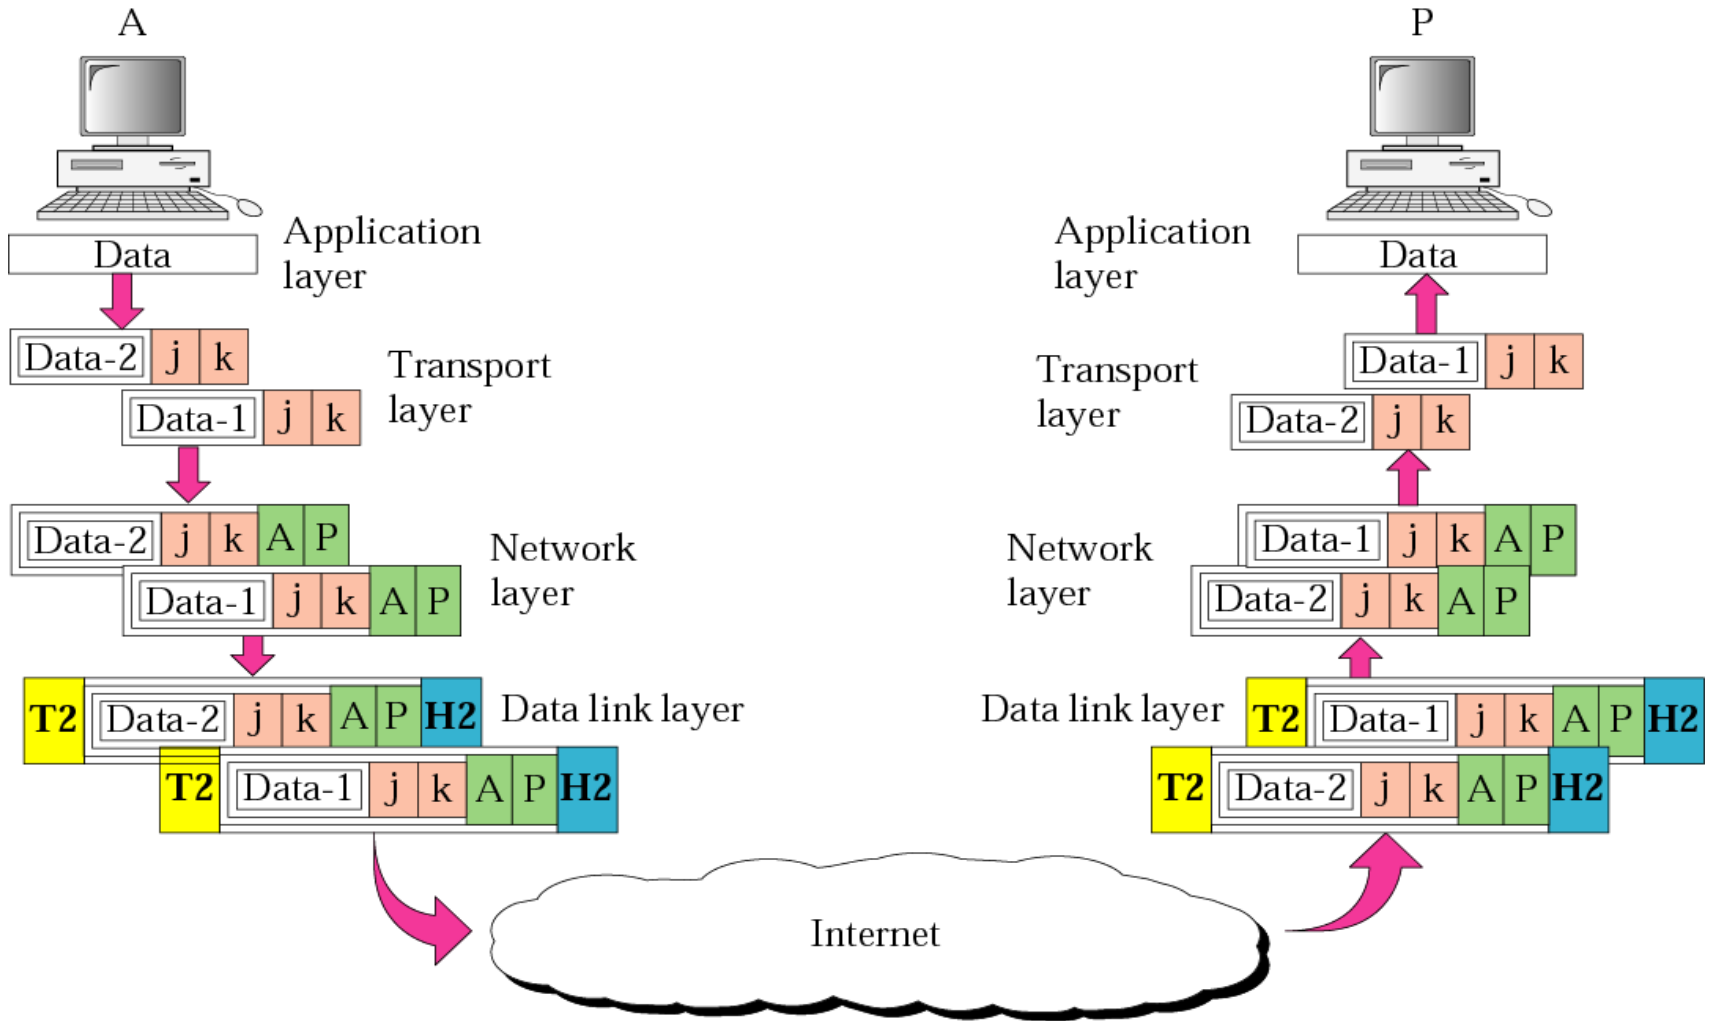 A
P
Data
Application
layer
Application
layer
Data
Data-2 j k
Transport
layer
Data-1 j k
Transport
layer
Data-1 j k
Data-2 j k
Data-2 j k A P
Network
layer
Data-1 j k A P
Network
layer
Data-1 j k A P
Data-2 j k A P
T2 Data-2 j k A P H2
Data link layer
T2 Data-1 j k A P H2
Data link layer
T2 Data-1 j k A P H2
T2 Data-2 j k A P H2
Internet